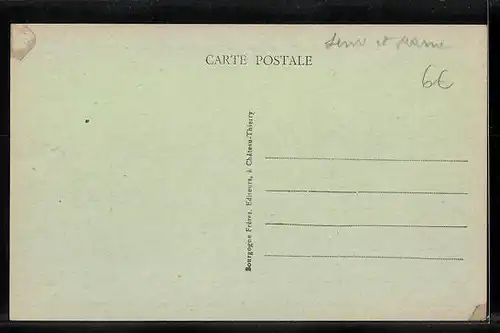 Seine et Marne
CARTE POSTALE
6€
Bourgogne Frères, Editeurs, à Château-Thierry